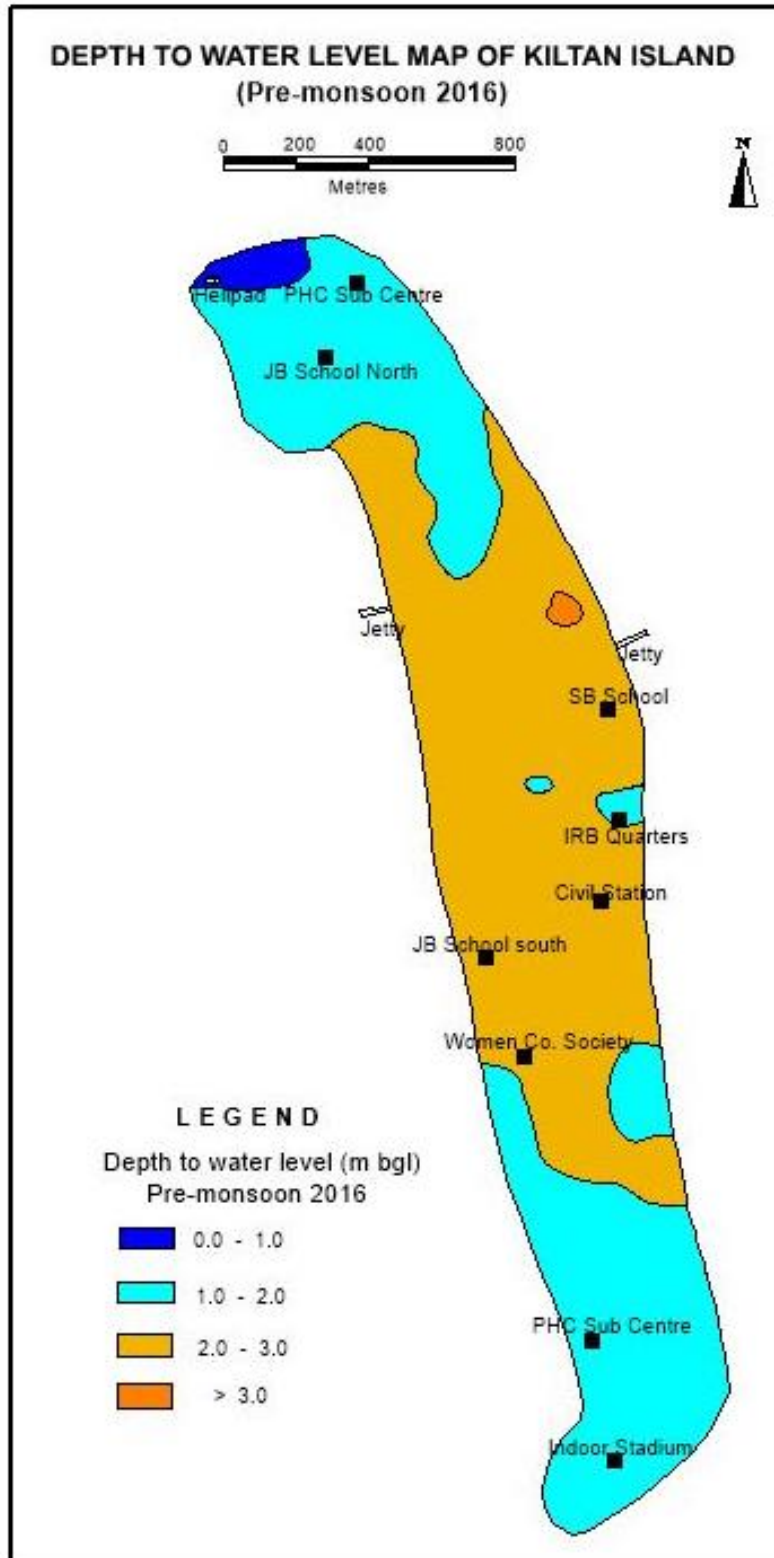 DEPTH TO WATER LEVEL MAP OF KILTAN ISLAND
(Pre-monsoon 2016)
0 200 400 800
Metres
N
Helipad PHC Sub Centre
JB School North
Jetty
Jetty
SB School
IRB Quarters
Civil Station
JB School south
Women Co. Society
LEGEND
Depth to water level (m bgl)
Pre-monsoon 2016
0.0 - 1.0
1.0 - 2.0
2.0 - 3.0
> 3.0
PHC Sub Centre
Indoor Stadium